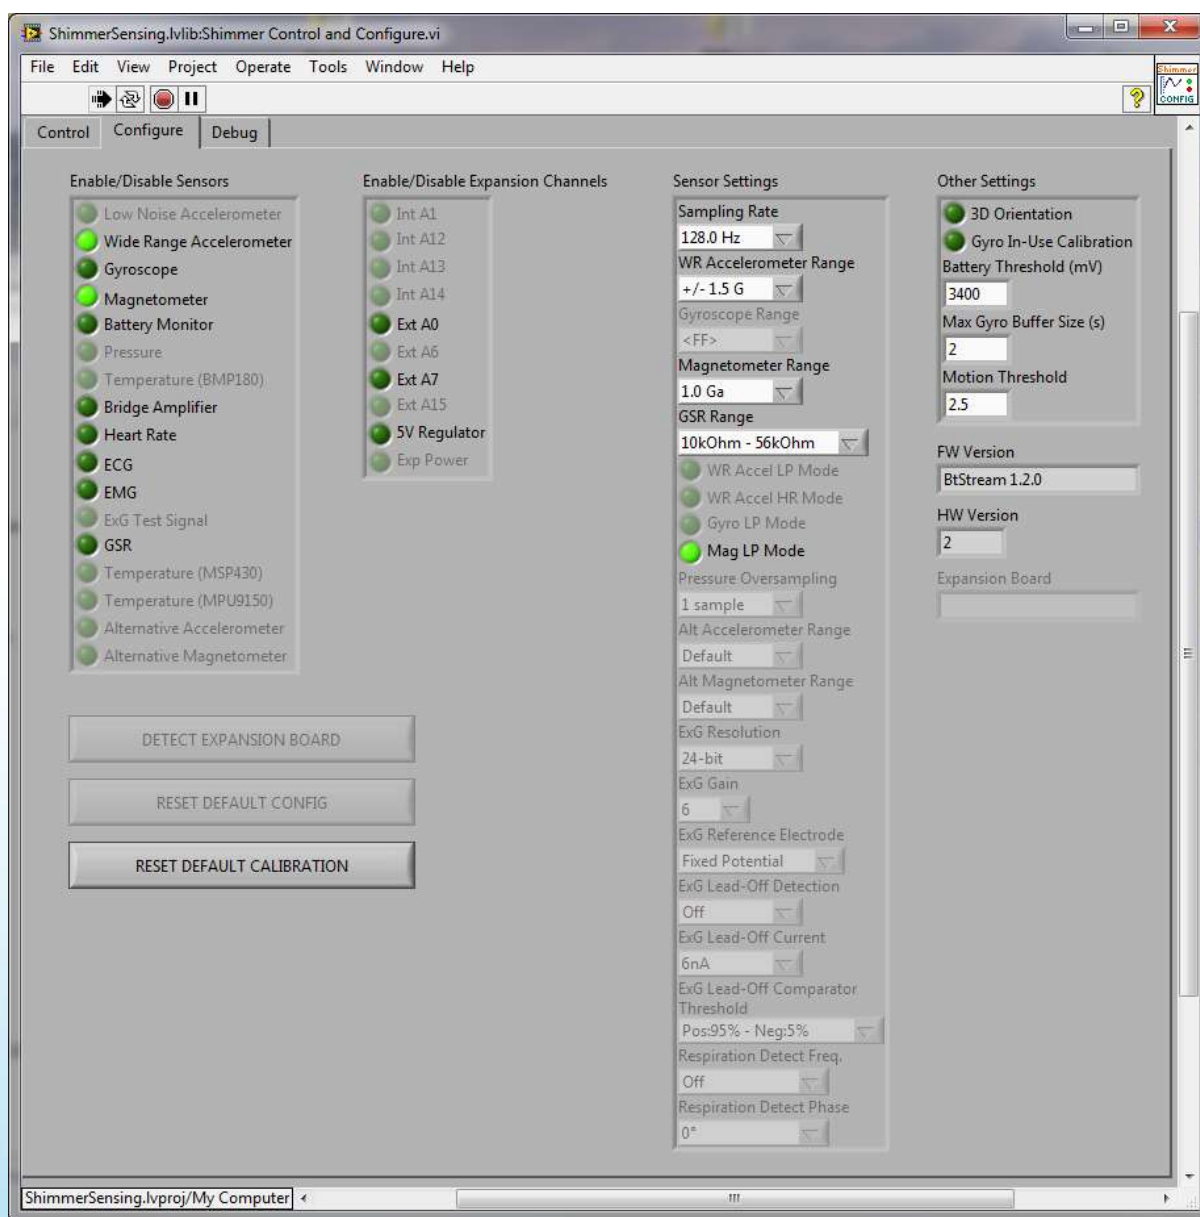 ShimmerSensing.lvlib:Shimmer Control and Configure.vi
File Edit View Project Operate Tools Window Help
Shimmer
CONFIG
Control Configure Debug
Enable/Disable Sensors
Low Noise Accelerometer
Wide Range Accelerometer
Gyroscope
Magnetometer
Battery Monitor
Pressure
Temperature (BMP180)
Bridge Amplifier
Heart Rate
ECG
EMG
ExG Test Signal
GSR
Temperature (MSP430)
Temperature (MPU9150)
Alternative Accelerometer
Alternative Magnetometer
DETECT EXPANSION BOARD
RESET DEFAULT CONFIG
RESET DEFAULT CALIBRATION
Enable/Disable Expansion Channels
Int A1
Int A12
Int A13
Int A14
Ext A0
Ext A6
Ext A7
Ext A15
5V Regulator
Exp Power
Sensor Settings
Sampling Rate
128.0 Hz
WR Accelerometer Range
+/- 1.5 G
Gyroscope Range
<FF>
Magnetometer Range
1.0 Ga
GSR Range
10kOhm - 56kOhm
WR Accel LP Mode
WR Accel HR Mode
Gyro LP Mode
Mag LP Mode
Pressure Oversampling
1 sample
Alt Accelerometer Range
Default
Alt Magnetometer Range
Default
ExG Resolution
24-bit
ExG Gain
6
ExG Reference Electrode
Fixed Potential
ExG Lead-Off Detection
Off
ExG Lead-Off Current
6nA
ExG Lead-Off Comparator
Threshold
Pos:95% - Neg:5%
Respiration Detect Freq.
Off
Respiration Detect Phase
0°
Other Settings
3D Orientation
Gyro In-Use Calibration
Battery Threshold (mV)
3400
Max Gyro Buffer Size (s)
2
Motion Threshold
2.5
FW Version
BtStream 1.2.0
HW Version
2
Expansion Board
ShimmerSensing.lvproj/My Computer